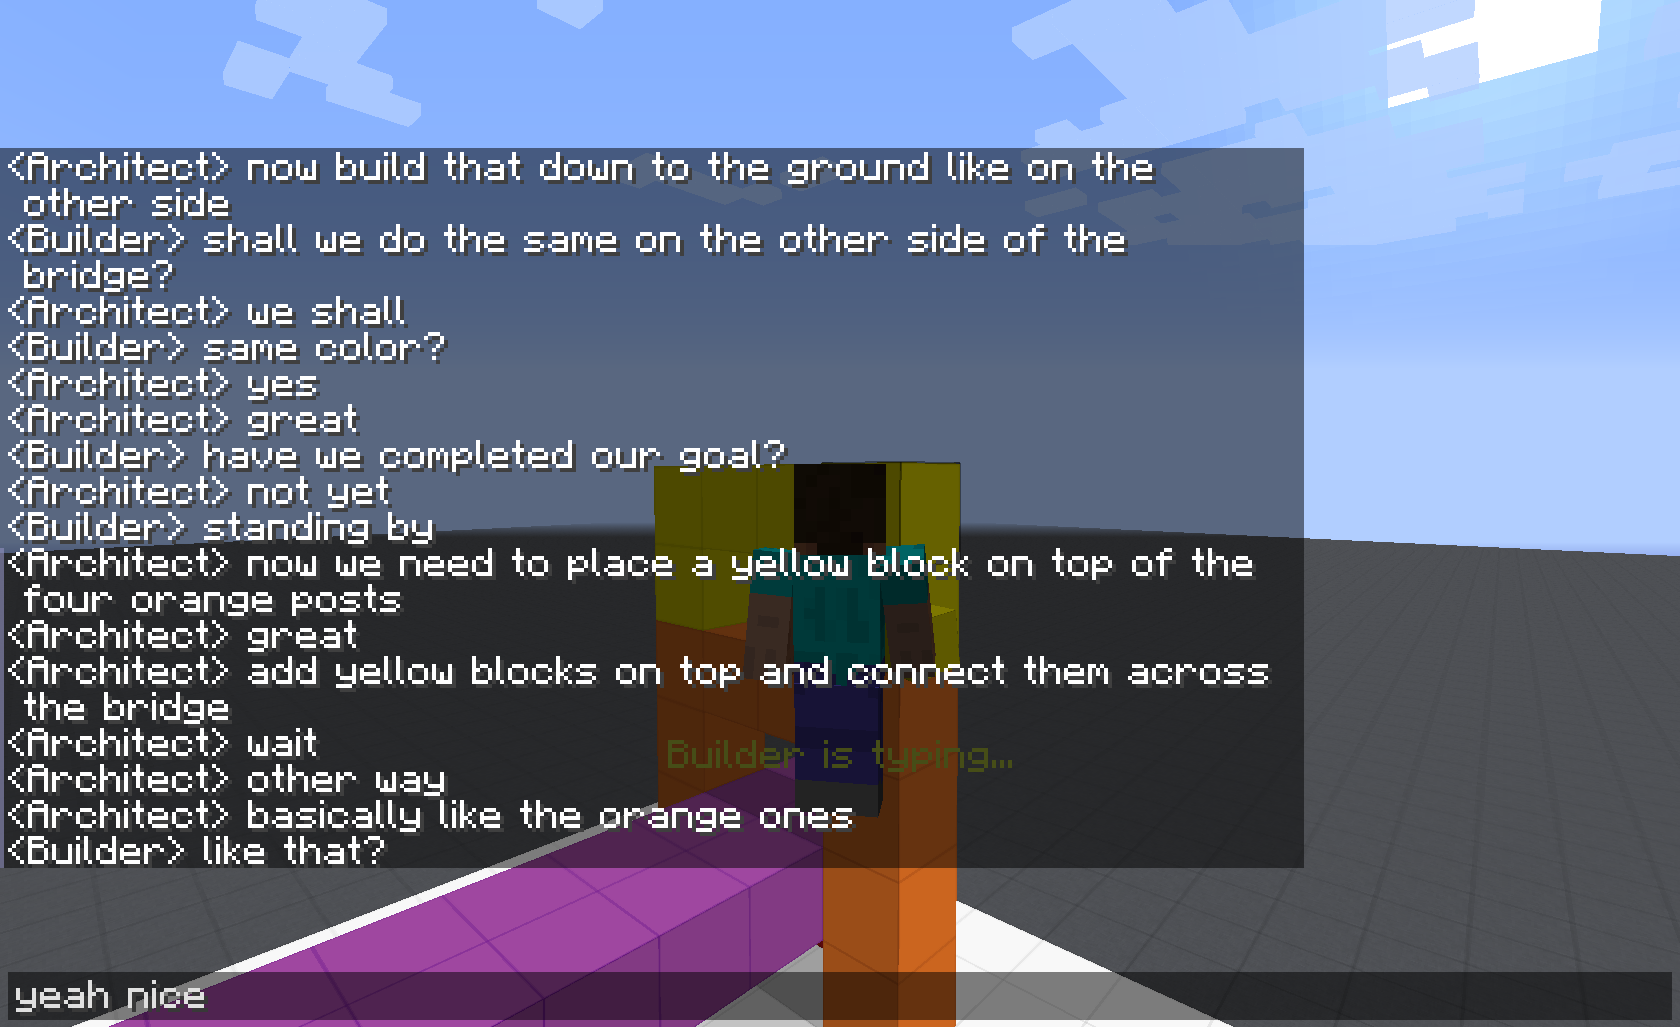 <Architect> now build that down to the ground like on the
other side
<Builder> shall we do the same on the other side of the
bridge?
<Architect> we shall
<Builder> same color?
<Architect> yes
<Architect> great
<Builder> have we completed our goal?
<Architect> not yet
<Builder> standing by
<Architect> now we need to place a yellow block on top of the
four orange posts
<Architect> great
<Architect> add yellow blocks on top and connect them across
the bridge
<Architect> wait
Builder is typing...
<Architect> other way
<Architect> basically like the orange ones
<Builder> like that?
yeah nice